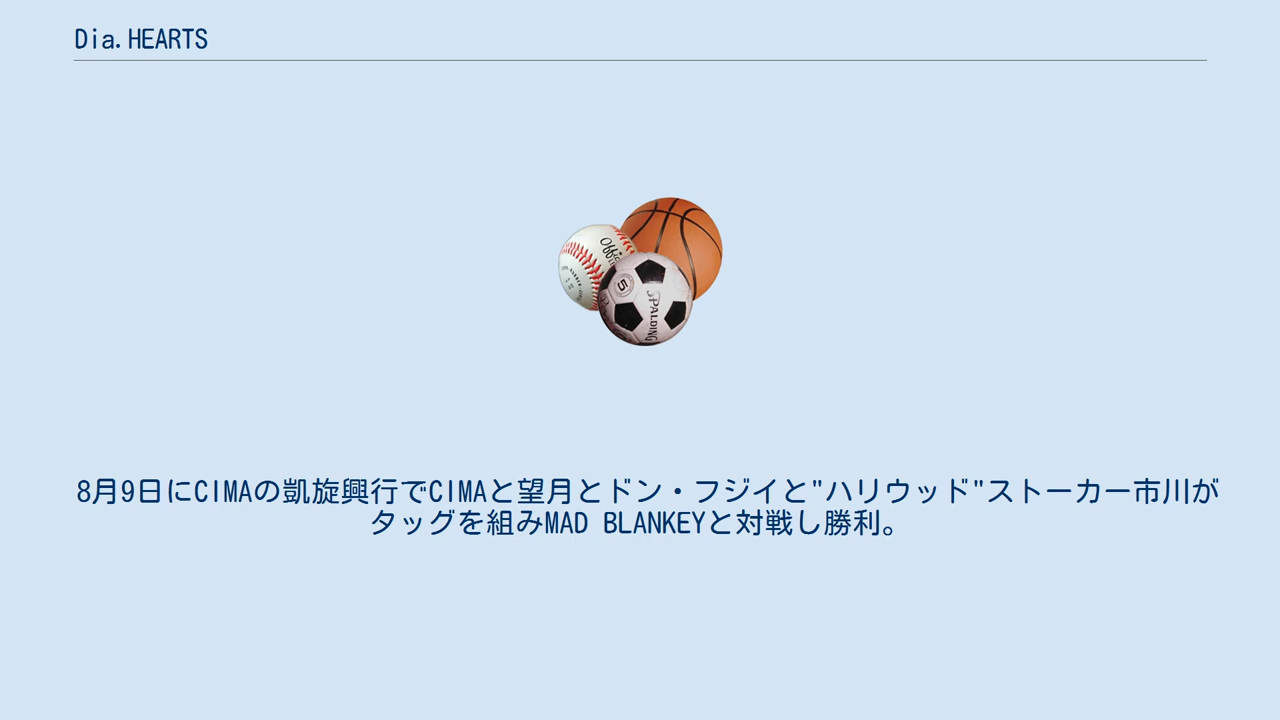 Dia.HEARTS
Offi
5
SPALDING
8月9日にCIMAの凱旋興行でCIMAと望月とドン・フジイと"ハリウッド"ストーカー市川が
タッグを組みMAD BLANKEYと対戦し勝利。